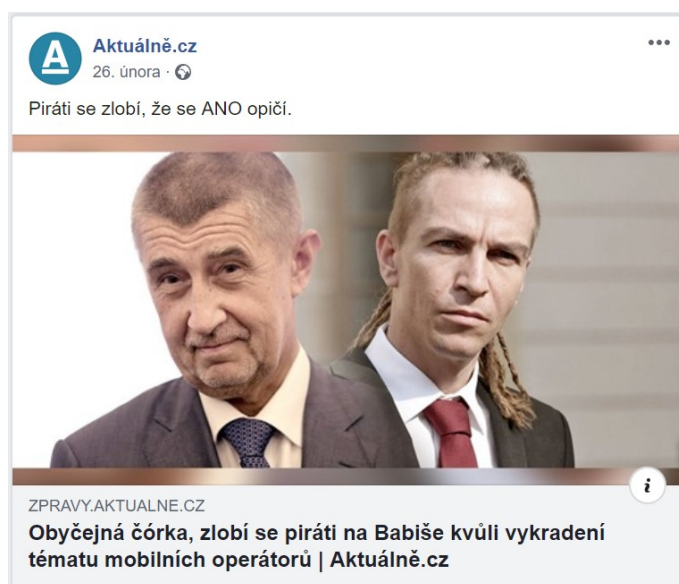 A
Aktuálně.cz
26. února ·
Piráti se zlobí, že se ANO opičí.
i
ZPRAVY.AKTUALNE.CZ
Obyčejná čórka, zlobí se piráti na Babiše kvůli vykradení
tématu mobilních operátorů | Aktuálně.cz